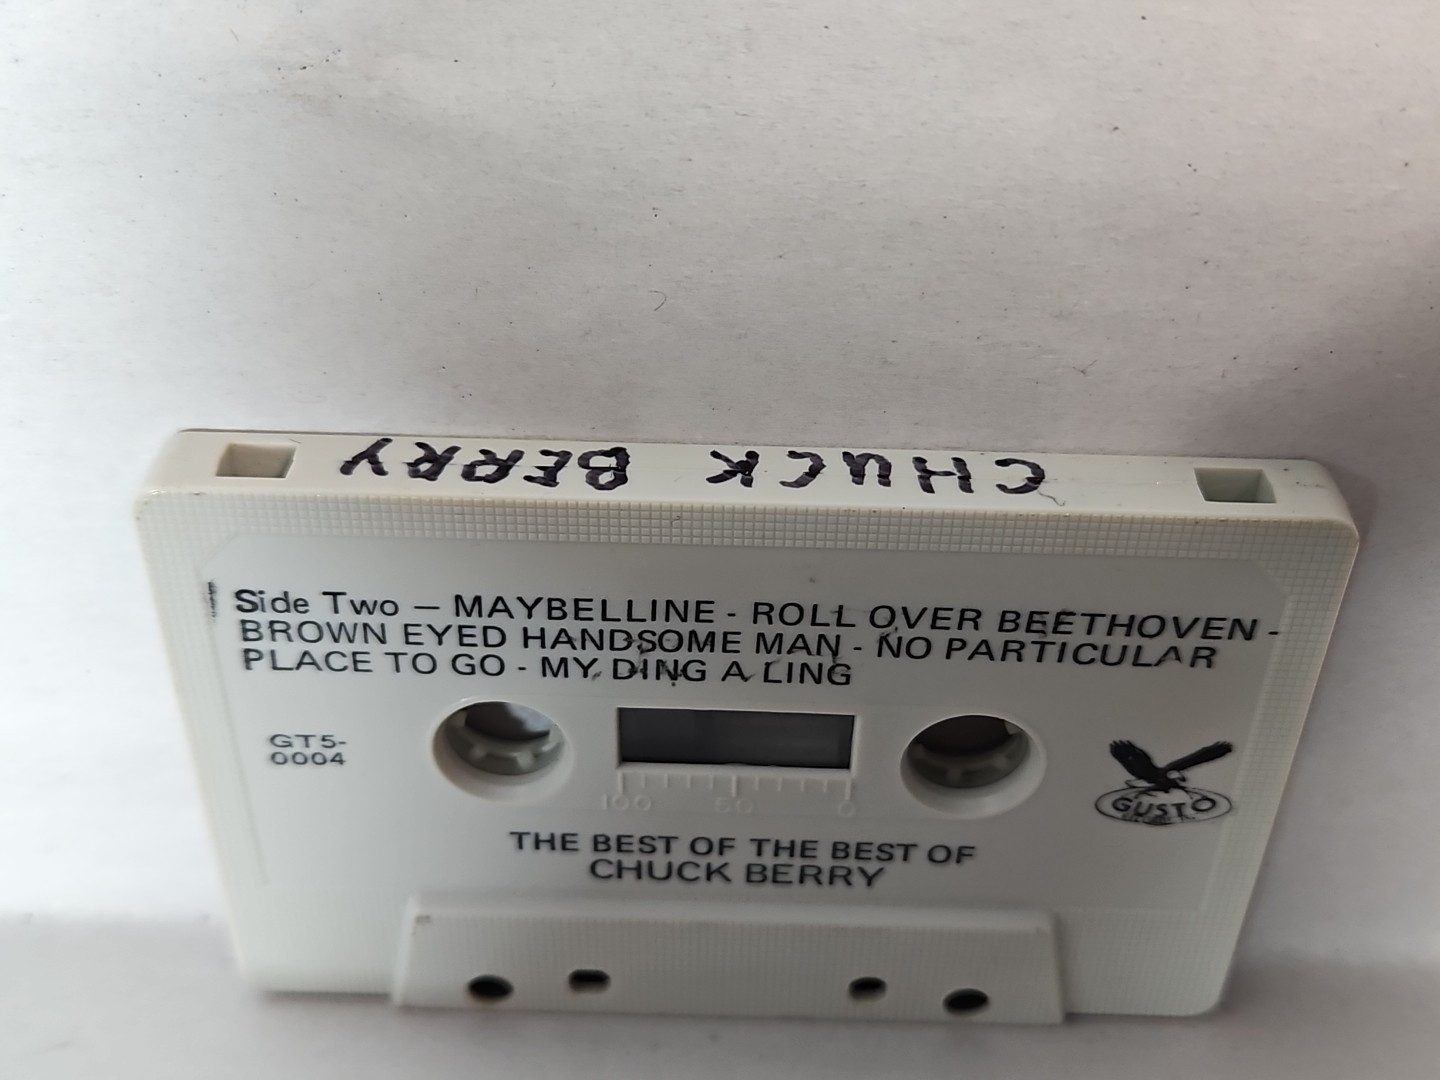 CHUCK BERRY
Side Two – MAYBELLINE - ROLL OVER BEETHOVEN -
BROWN EYED HANDSOME MAN - NO PARTICULAR
PLACE TO GO - MY DING A LING
GT5-
0004
100 50 0
GUSTO
THE BEST OF THE BEST OF
CHUCK BERRY